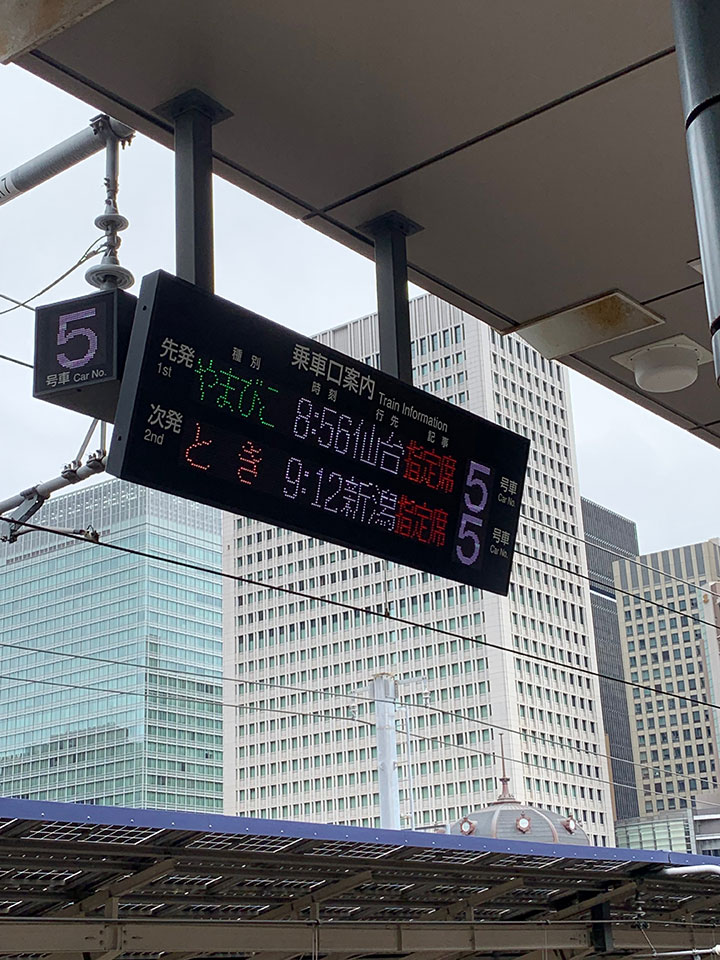 5
号車 Car No.
乗車口案内 Train Information
種別 時刻 行先 記事
先発 やまびこ 8:56 仙台 指定席 5 号車
1st Car No.
次発 とき 9:12 新潟 指定席 5 号車
2nd Car No.